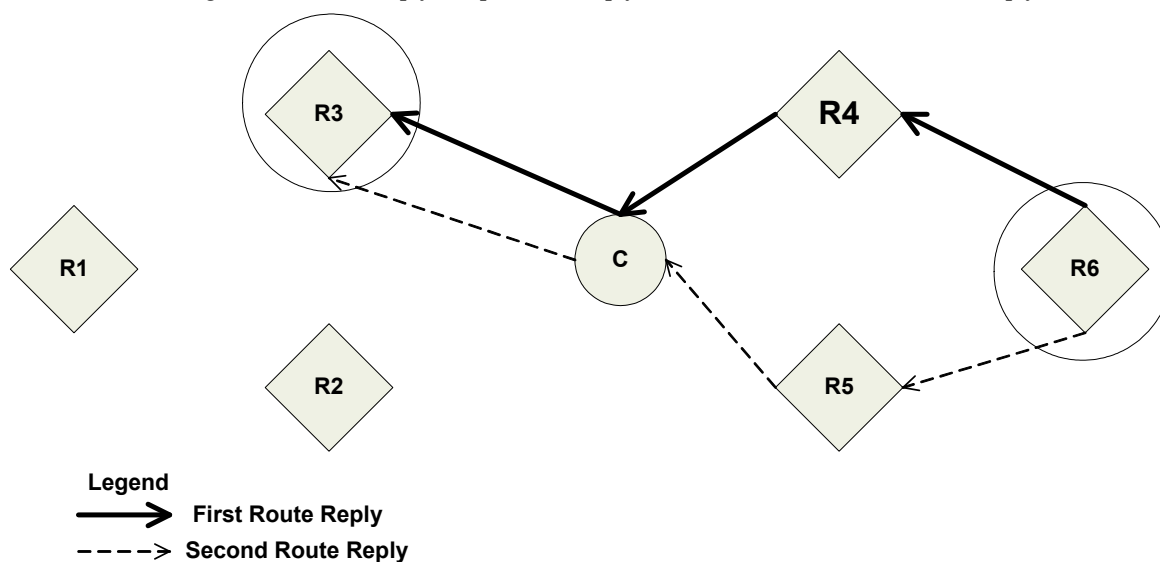 R3
R4
R1
C
R6
R2
R5
Legend
First Route Reply
Second Route Reply